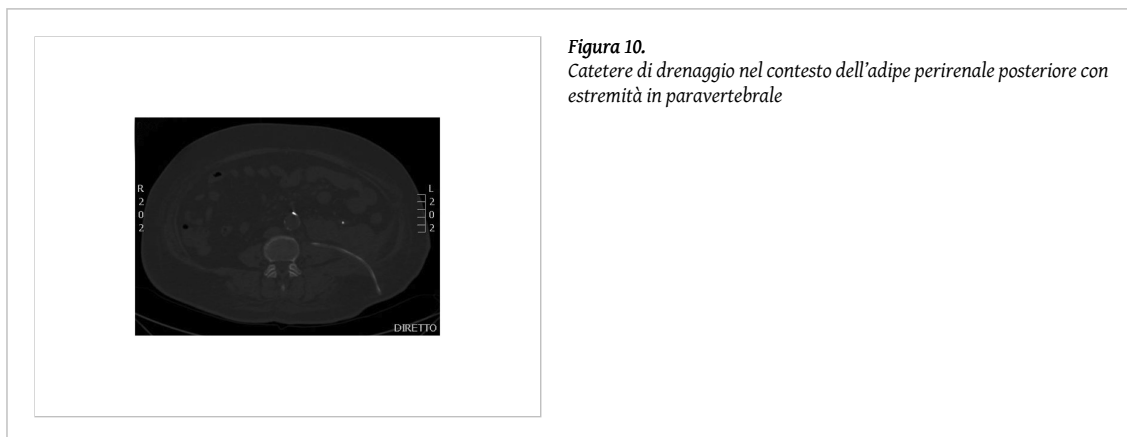 Figura 10.
Catetere di drenaggio nel contesto dell'adipe perirenale posteriore con
estremità in paravertebrale
R
2
0
2
L
2
0
2
DIRETTO